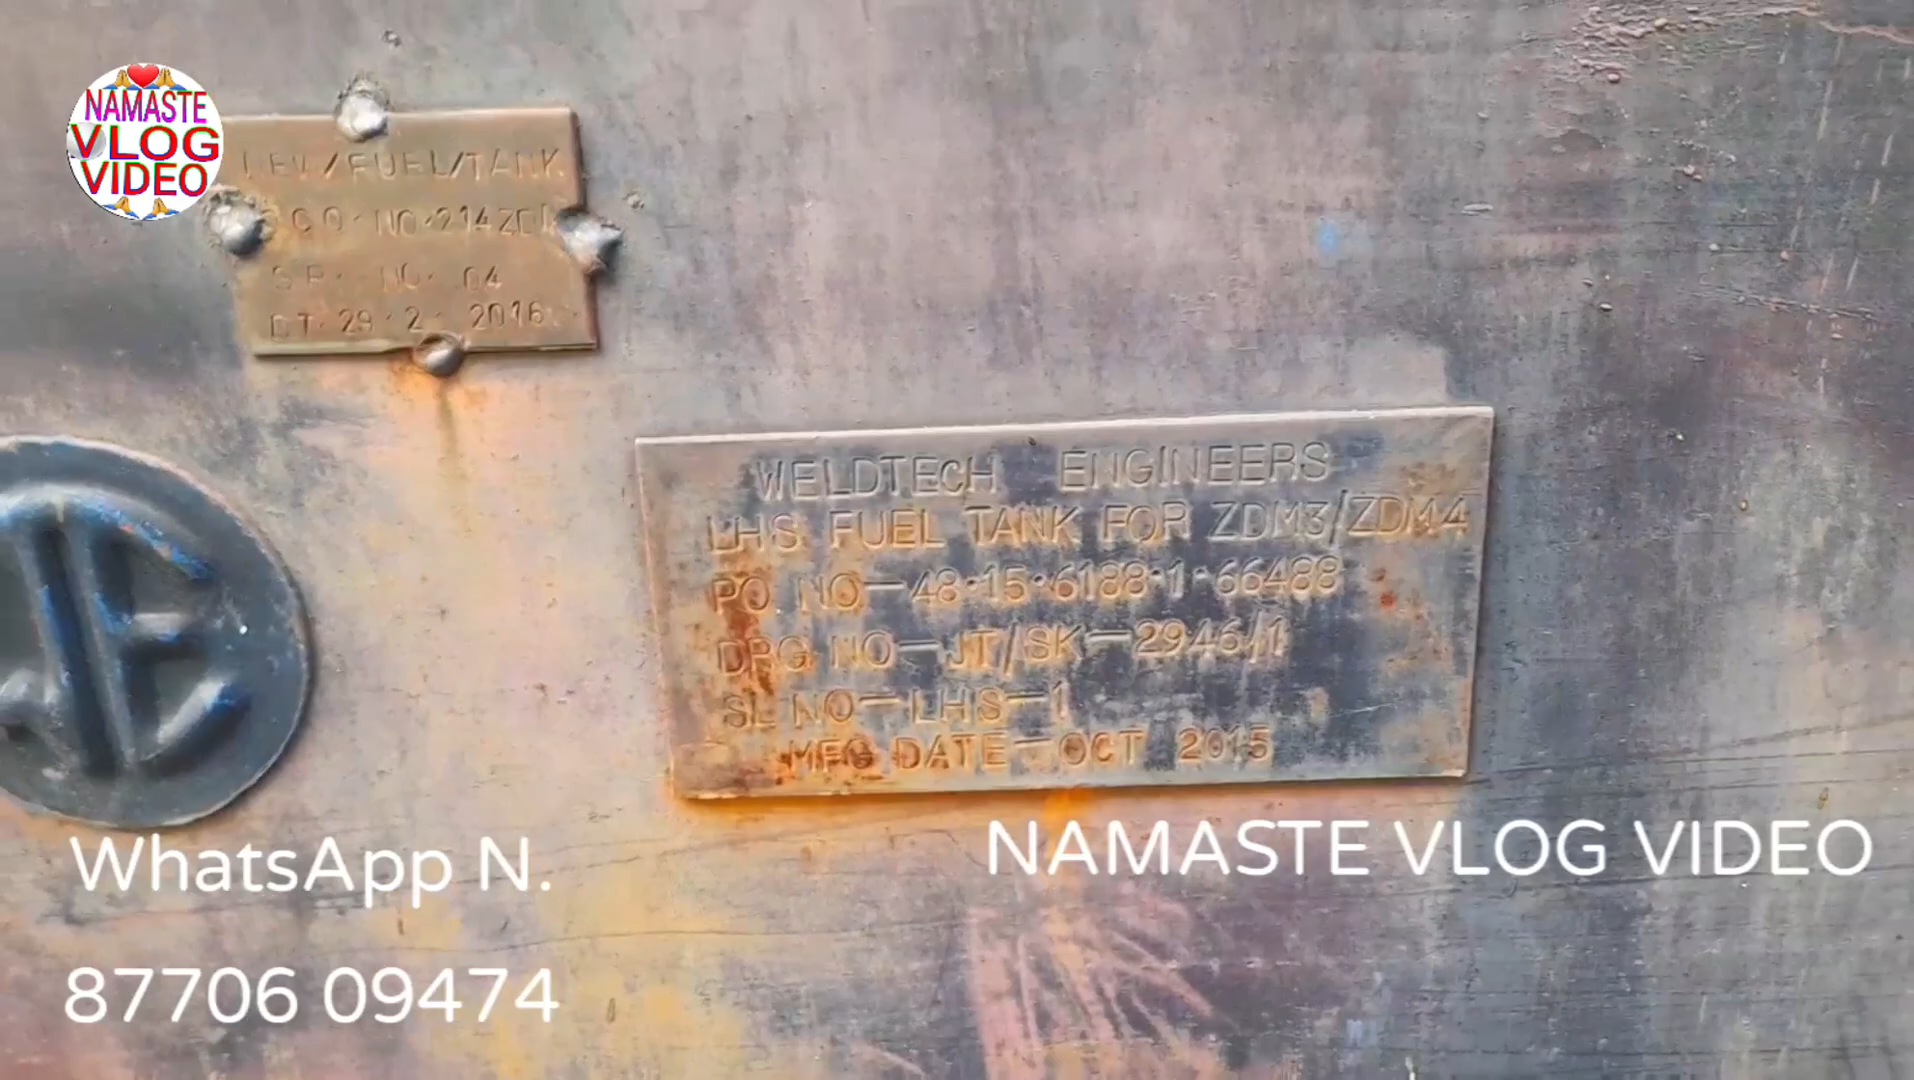 NAMASTE
VLOG
VIDEO
/FUEL/TANK
NO·214
SR· NO· 04
DT·29·2· 2016
WELDTECH ENGINEERS
LHS FUEL TANK FOR ZDM3/ZDM4
PO NO-48·15·6188·1·66488
DRG NO-JT/SK-2946/1
SL NO-LHS-1
MFG DATE-OCT 2015
WhatsApp N.
87706 09474
NAMASTE VLOG VIDEO